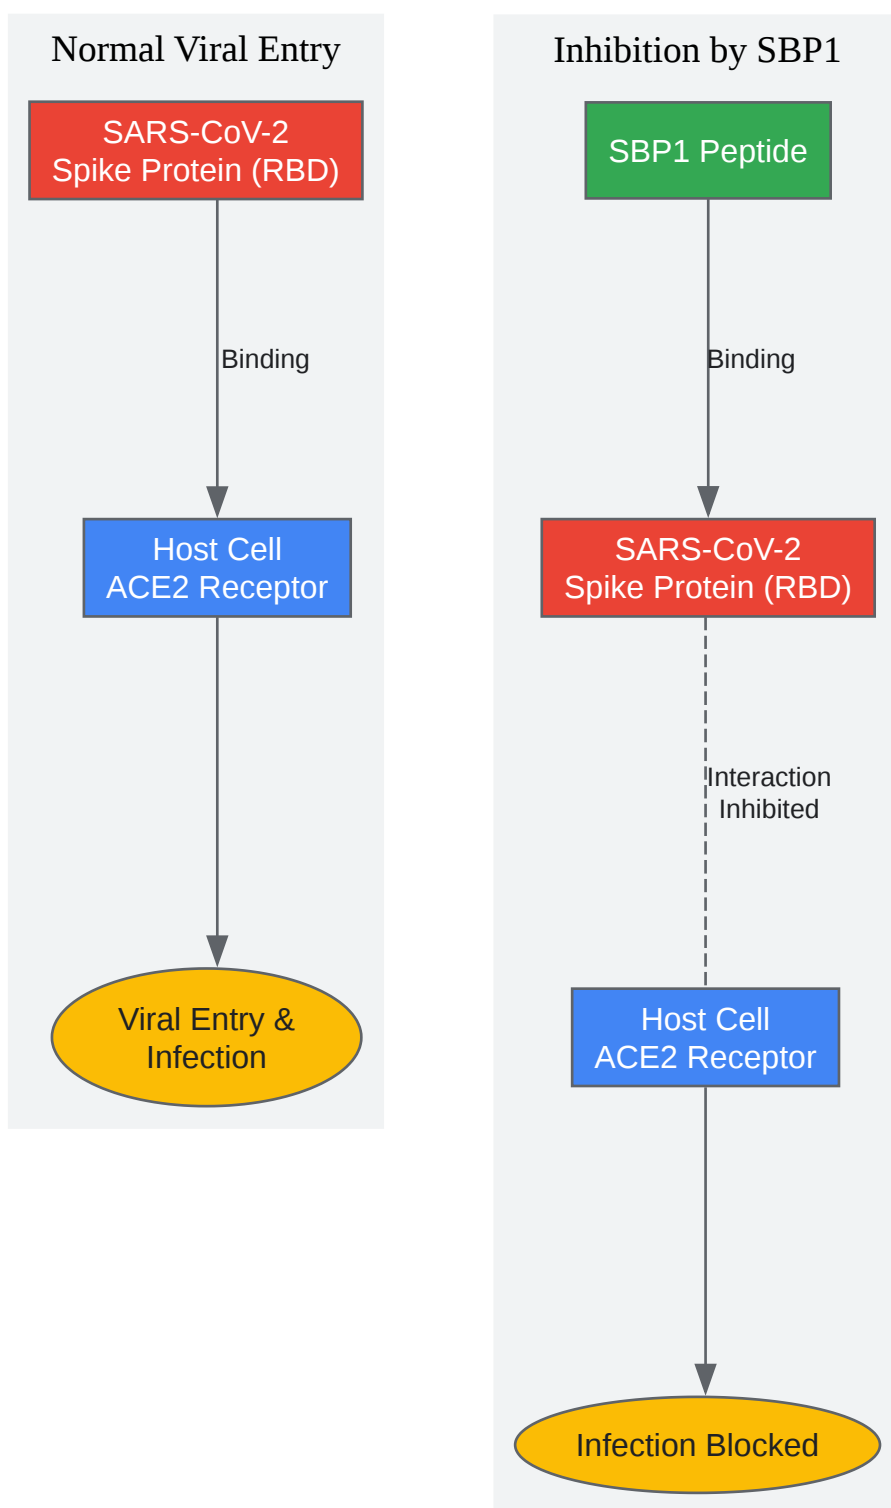 Normal Viral Entry
SARS-CoV-2
Spike Protein (RBD)
Binding
Host Cell
ACE2 Receptor
Viral Entry &
Infection
Inhibition by SBP1
SBP1 Peptide
Binding
SARS-CoV-2
Spike Protein (RBD)
Interaction
Inhibited
Host Cell
ACE2 Receptor
Infection Blocked